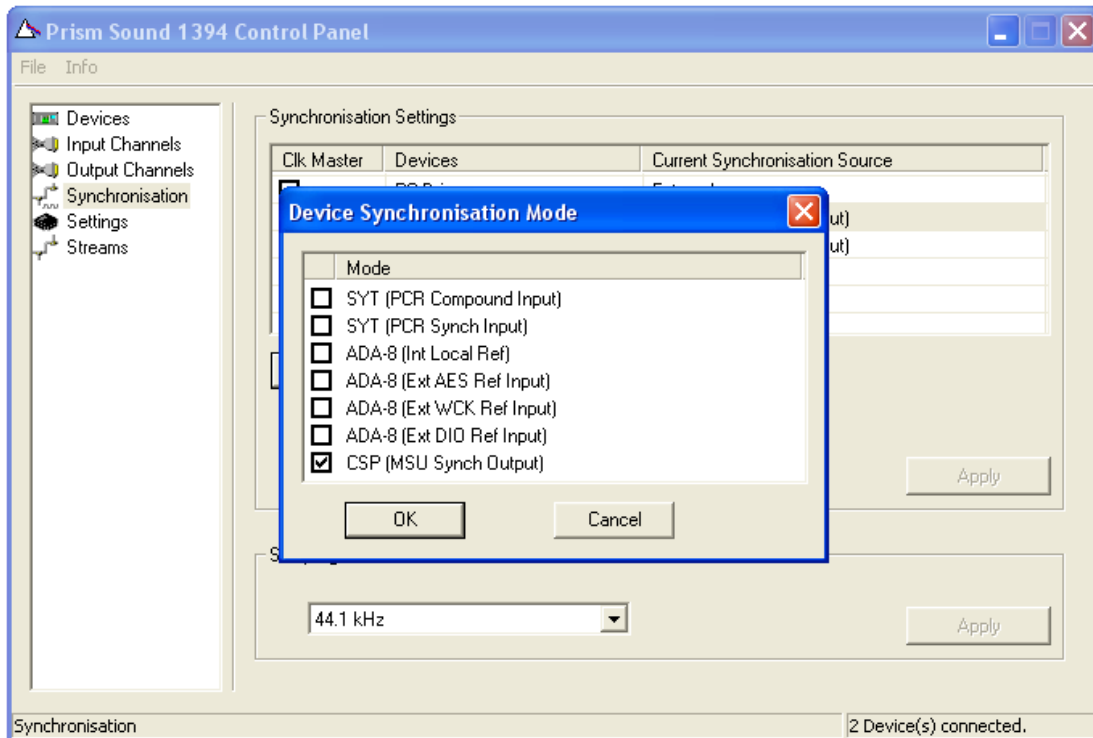 Prism Sound 1394 Control Panel
File Info
Devices
Input Channels
Output Channels
Synchronisation
Settings
Streams
Synchronisation Settings
Clk Master Devices Current Synchronisation Source
ut)
ut)
Device Synchronisation Mode
Mode
SYT (PCR Compound Input)
SYT (PCR Synch Input)
ADA-8 (Int Local Ref)
ADA-8 (Ext AES Ref Input)
ADA-8 (Ext WCK Ref Input)
ADA-8 (Ext DIO Ref Input)
CSP (MSU Synch Output)
OK Cancel
Apply
44.1 kHz
Apply
Synchronisation 2 Device(s) connected.